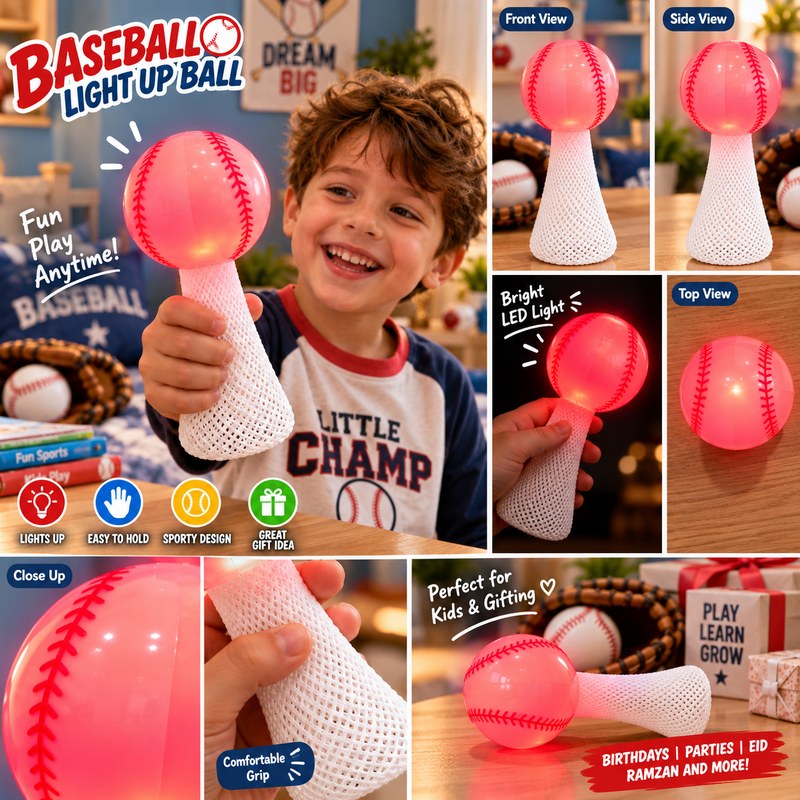 BASEBALL
LIGHT UP BALL
DREAM
BIG
Fun
Play
Anytime!
BASEBALL
LITTLE
CHAMP
Fun Sports
Kids Play
LIGHTS UP
EASY TO HOLD
SPORTY DESIGN
GREAT
GIFT IDEA
Front View
Side View
Bright
LED Light
Top View
Close Up
Comfortable
Grip
Perfect for
Kids & Gifting
PLAY
LEARN
GROW
BIRTHDAYS | PARTIES | EID
RAMZAN AND MORE!